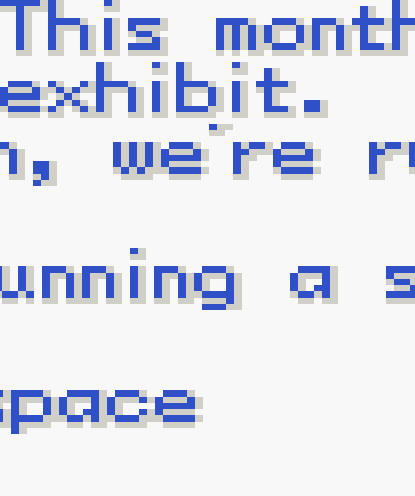 This month
exhibit.
n, we're r
unning a s
space